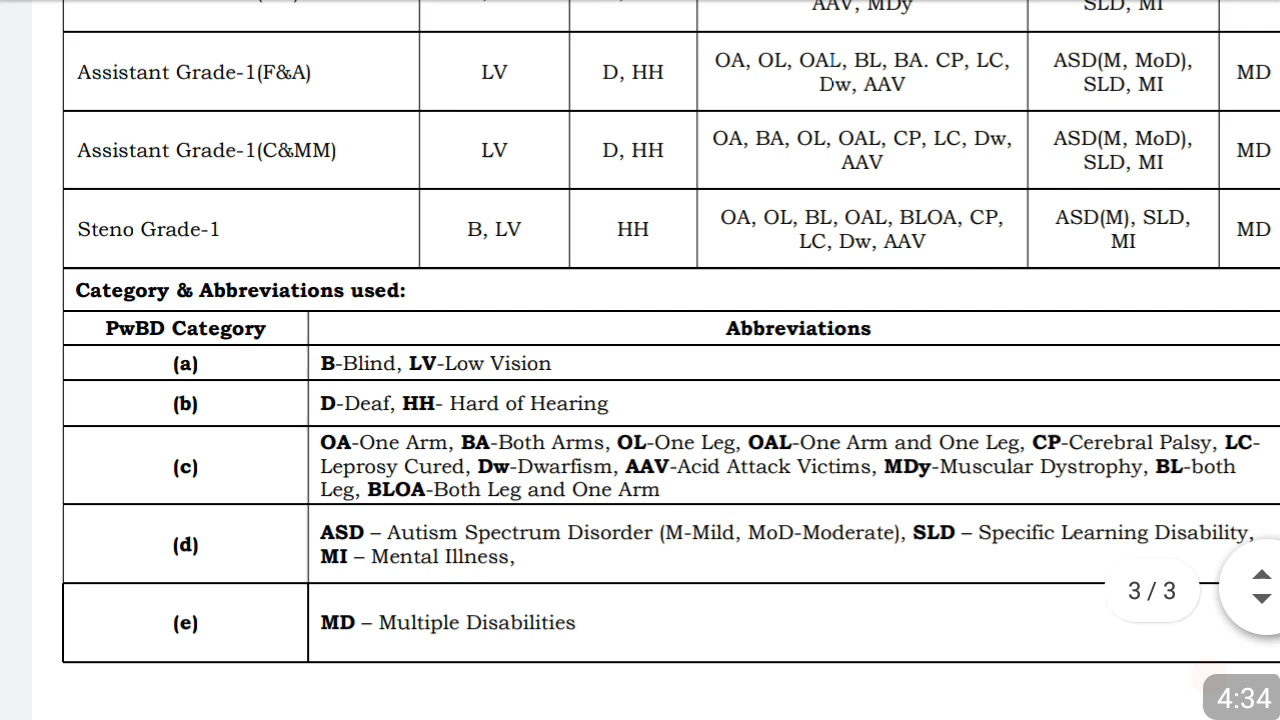 AAV, MDy
SLD, MI
Assistant Grade-1(F&A)
LV
D, HH
OA, OL, OAL, BL, BA. CP, LC,
Dw, AAV
ASD(M, MoD),
SLD, MI
MD
Assistant Grade-1(C&MM)
LV
D, HH
OA, BA, OL, OAL, CP, LC, Dw,
AAV
ASD(M, MoD),
SLD, MI
MD
Steno Grade-1
B, LV
HH
OA, OL, BL, OAL, BLOA, CP,
LC, Dw, AAV
ASD(M), SLD,
MI
MD
Category & Abbreviations used:
PwBD Category
Abbreviations
(a)
B-Blind, LV-Low Vision
(b)
D-Deaf, HH- Hard of Hearing
(c)
OA-One Arm, BA-Both Arms, OL-One Leg, OAL-One Arm and One Leg, CP-Cerebral Palsy, LC-
Leprosy Cured, Dw-Dwarfism, AAV-Acid Attack Victims, MDy-Muscular Dystrophy, BL-both
Leg, BLOA-Both Leg and One Arm
(d)
ASD – Autism Spectrum Disorder (M-Mild, MoD-Moderate), SLD – Specific Learning Disability,
MI – Mental Illness,
3 / 3
(e)
MD – Multiple Disabilities
4:34